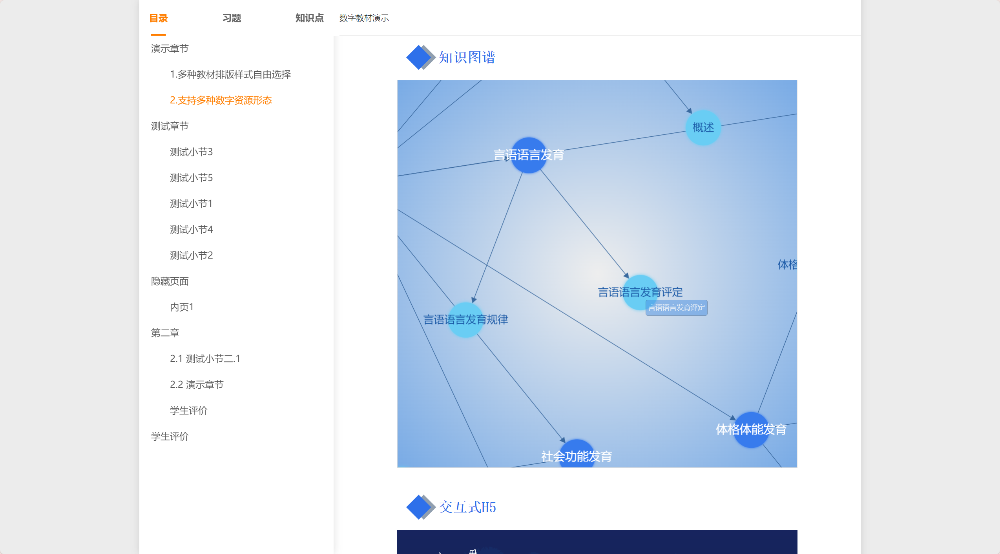 目录
习题
知识点
数字教材演示
演示章节
1.多种教材排版样式自由选择
2.支持多种数字资源形态
测试章节
测试小节3
测试小节5
测试小节1
测试小节4
测试小节2
隐藏页面
内页1
第二章
2.1 测试小节二.1
2.2 演示章节
学生评价
学生评价
知识图谱
概述
言语语言发育
体格
言语语言发育评定
言语语言发育评定
言语语言发育规律
体格体能发育
社会功能发育
交互式H5